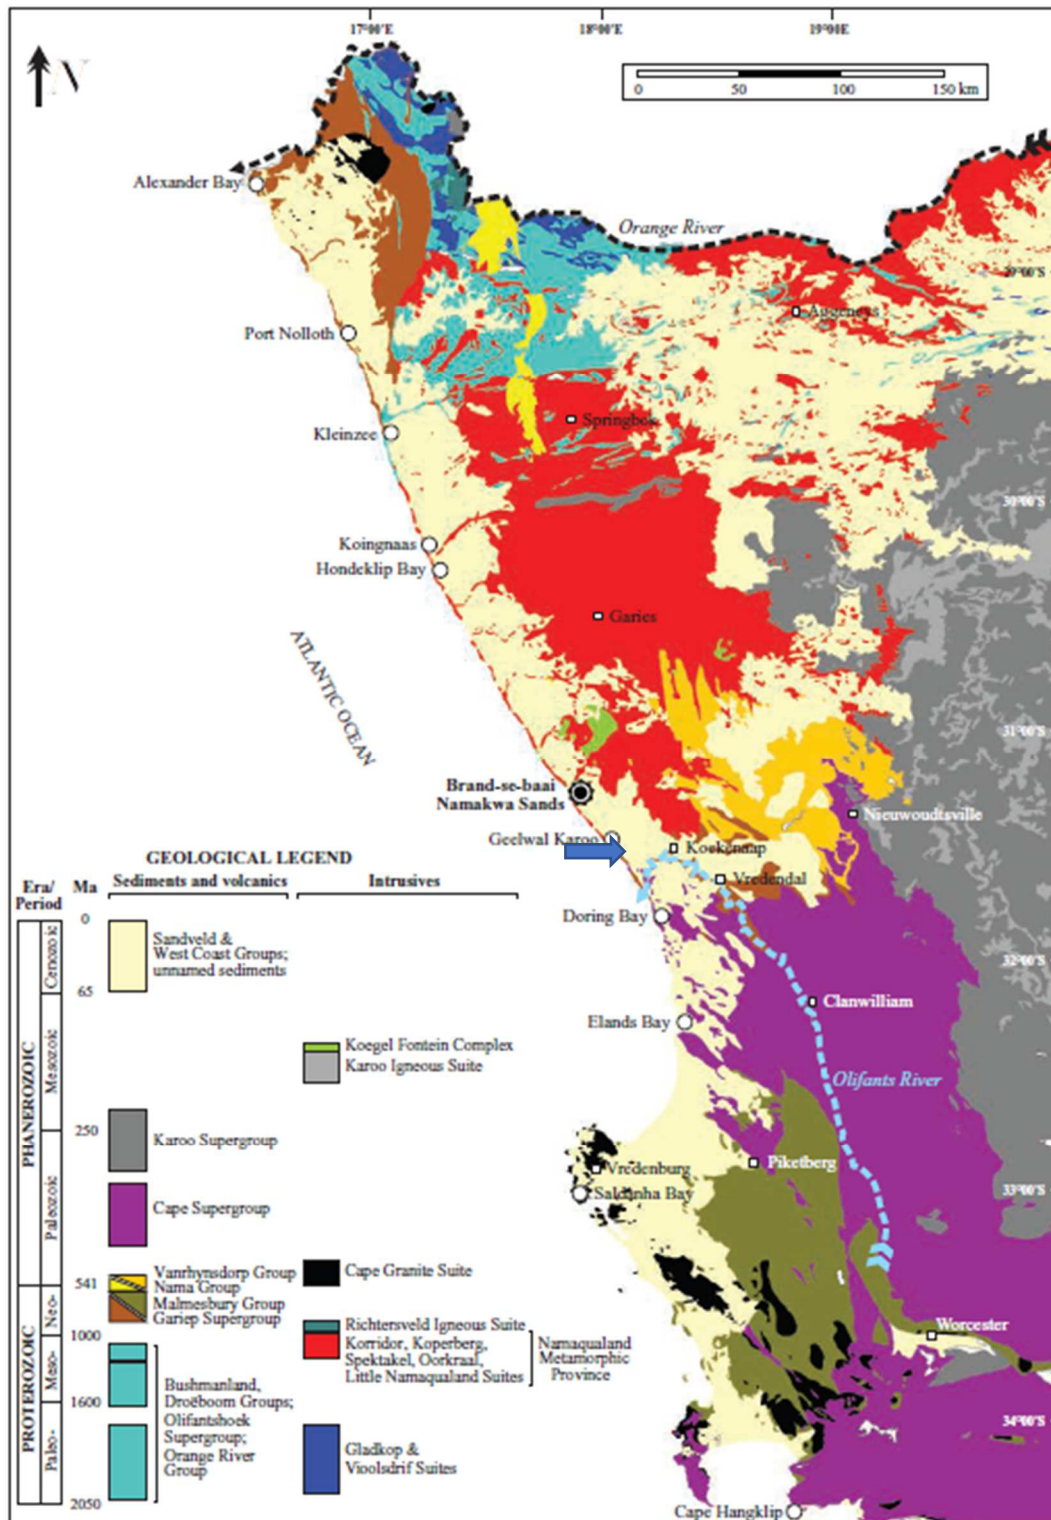 17°00'E
18°00'E
19°00E
N
0 50 100 150 km
Alexander Bay
Orange River
29°00'S
Aggeneys
Port Nolloth
Springbok
Kleinzee
30°00'S
Koingnaas
Hondeklip Bay
Garies
ATLANTIC OCEAN
31°00'S
Brand-se-baai
Namakwa Sands
Nieuwoudtsville
Geelwal Karoo
Koekenaap
Vredendal
Doring Bay
32°00'S
Clanwilliam
Elands Bay
Olifants River
Piketberg
Vredenburg
Saldanha Bay
33°00'S
Worcester
34°00'S
Cape Hangklip
GEOLOGICAL LEGEND
Era/
Period
Ma
Sediments and volcanics
Intrusives
PHANEROZOIC
Cenozoic
Mesozoic
Paleozoic
PROTEROZOIC
Neo-
Meso-
Paleo-
0
65
250
541
1000
1600
2050
Sandveld &
West Coast Groups;
unnamed sediments
Karoo Supergroup
Cape Supergroup
Vanrhynsdorp Group
Nama Group
Malmesbury Group
Gariep Supergroup
Bushmanland,
Droëboom Groups;
Olifantshoek
Supergroup;
Orange River
Group
Koegel Fontein Complex
Karoo Igneous Suite
Cape Granite Suite
Richtersveld Igneous Suite
Korridor, Koperberg,
Spektakel, Oorkraal,
Little Namaqualand Suites
Namaqualand
Metamorphic
Province
Gladkop &
Vioolsdrif Suites